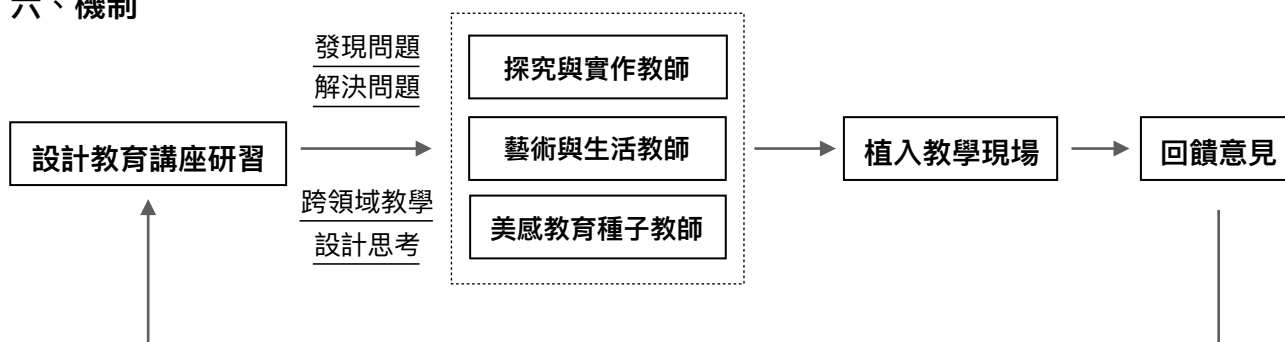 六、機制
發現問題
解決問題
探究與實作教師
設計教育講座研習
藝術與生活教師
植入教學現場
回饋意見
跨領域教學
設計思考
美感教育種子教師